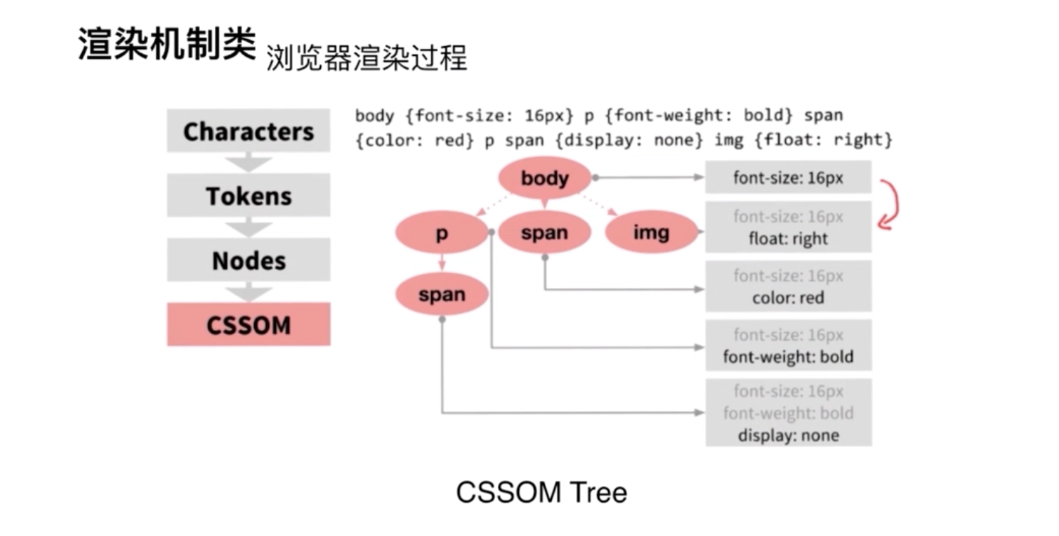 渲染机制类 浏览器渲染过程
Characters
Tokens
Nodes
CSSOM
body {font-size: 16px} p {font-weight: bold} span
{color: red} p span {display: none} img {float: right}
body
p
span
img
span
font-size: 16px
font-size: 16px
float: right
font-size: 16px
color: red
font-size: 16px
font-weight: bold
font-size: 16px
font-weight: bold
display: none
CSSOM Tree